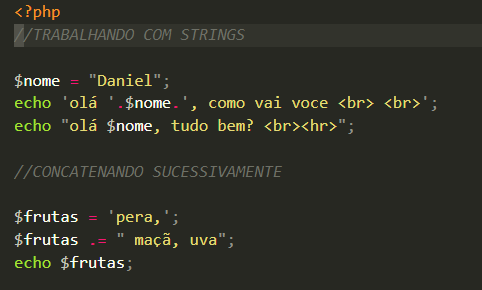 <?php
//TRABALHANDO COM STRINGS
$nome = "Daniel";
echo 'olá '.$nome.', como vai voce <br> <br>';
echo "olá $nome, tudo bem? <br><hr>";
//CONCATENANDO SUCESSIVAMENTE
$frutas = 'pera,';
$frutas .= " maçã, uva";
echo $frutas;